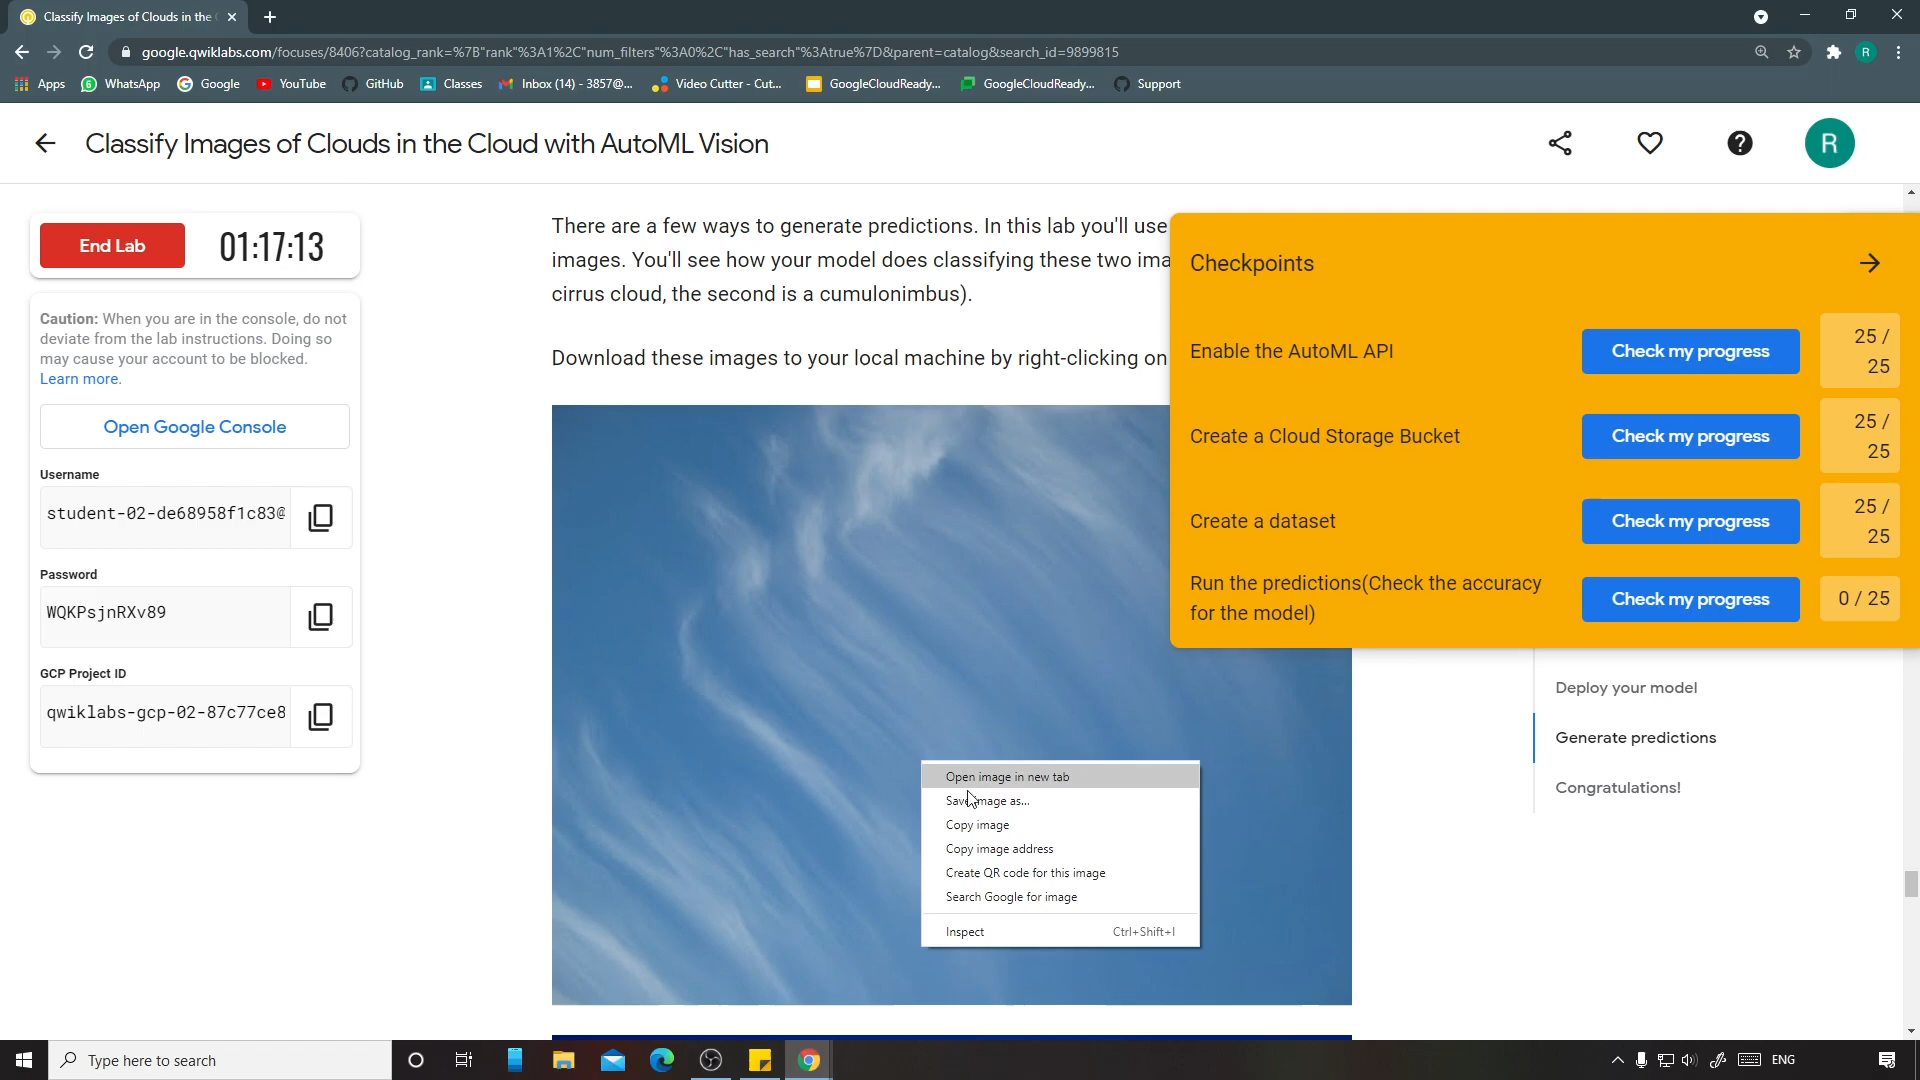 Classify Images of Clouds in the C
google.qwiklabs.com/focuses/8406?catalog_rank=%7B"rank"%3A1%2C"num_filters"%3A0%2C"has_search"%3Atrue%7D&parent=catalog&search_id=9899815
R
Apps
WhatsApp
Google
YouTube
GitHub
Classes
Inbox (14) - 3857@...
Video Cutter - Cut...
GoogleCloudReady...
GoogleCloudReady...
Support
Classify Images of Clouds in the Cloud with AutoML Vision
R
End Lab
01:17:13
Caution: When you are in the console, do not
deviate from the lab instructions. Doing so
may cause your account to be blocked.
Learn more.
Open Google Console
Username
student-02-de68958f1c83@
Password
WQKPsjnRXv89
GCP Project ID
qwiklabs-gcp-02-87c77ce8
There are a few ways to generate predictions. In this lab you'll use
images. You'll see how your model does classifying these two ima
cirrus cloud, the second is a cumulonimbus).
Download these images to your local machine by right-clicking on
Open image in new tab
Save image as...
Copy image
Copy image address
Create QR code for this image
Search Google for image
Inspect Ctrl+Shift+I
Checkpoints
Enable the AutoML API
Check my progress
25 /
25
Create a Cloud Storage Bucket
Check my progress
25 /
25
Create a dataset
Check my progress
25 /
25
Run the predictions(Check the accuracy
for the model)
Check my progress
0 / 25
Deploy your model
Generate predictions
Congratulations!
Type here to search
ENG